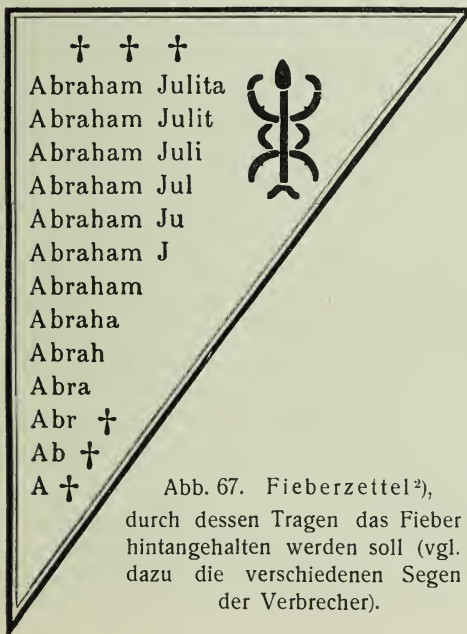 † † †
Abraham Julita
Abraham Julit
Abraham Juli
Abraham Jul
Abraham Ju
Abraham J
Abraham
Abraha
Abrah
Abra
Abr †
Ab †
A †
Abb. 67. Fieberzettel²),
durch dessen Tragen das Fieber
hintangehalten werden soll (vgl.
dazu die verschiedenen Segen
der Verbrecher).